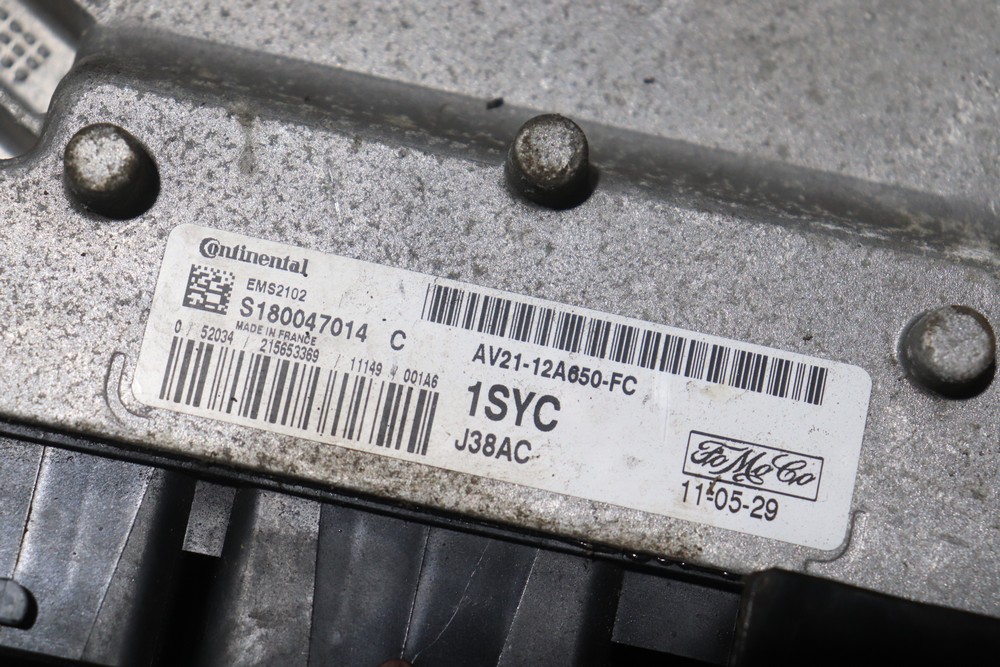 Continental
EMS2102
S180047014 C
MADE IN FRANCE
0 / 52034 / 215653369 / 11149 / 001A6
AV21-12A650-FC
1SYC
J38AC
FoMoCo
11-05-29